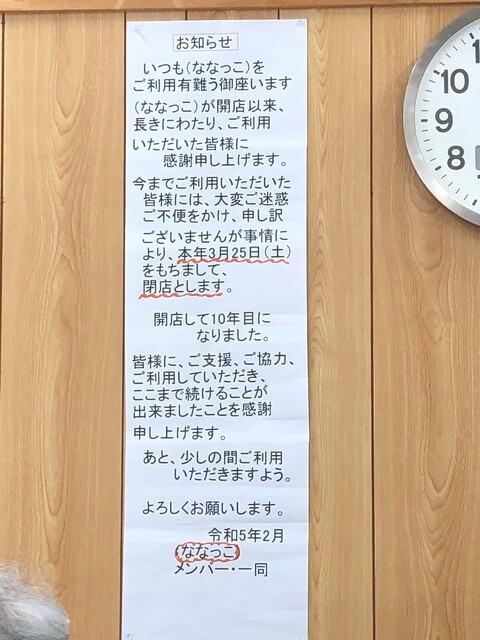 お知らせ
いつも(ななっこ)を
ご利用有難う御座います
(ななっこ)が開店以来、
長きにわたり、ご利用
いただいた皆様に
感謝申し上げます。
今までご利用いただいた
皆様には、大変ご迷惑
ご不便をかけ、申し訳
ございませんが事情に
より、本年3月25日(土)
をもちまして、
閉店とします。
開店して10年目に
なりました。
皆様に、ご支援、ご協力、
ご利用していただき、
ここまで続けることが
出来ましたことを感謝
申し上げます。
あと、少しの間ご利用
いただきますよう。
よろしくお願いします。
令和5年2月
ななっこ
メンバー・一同
11
10
9
8